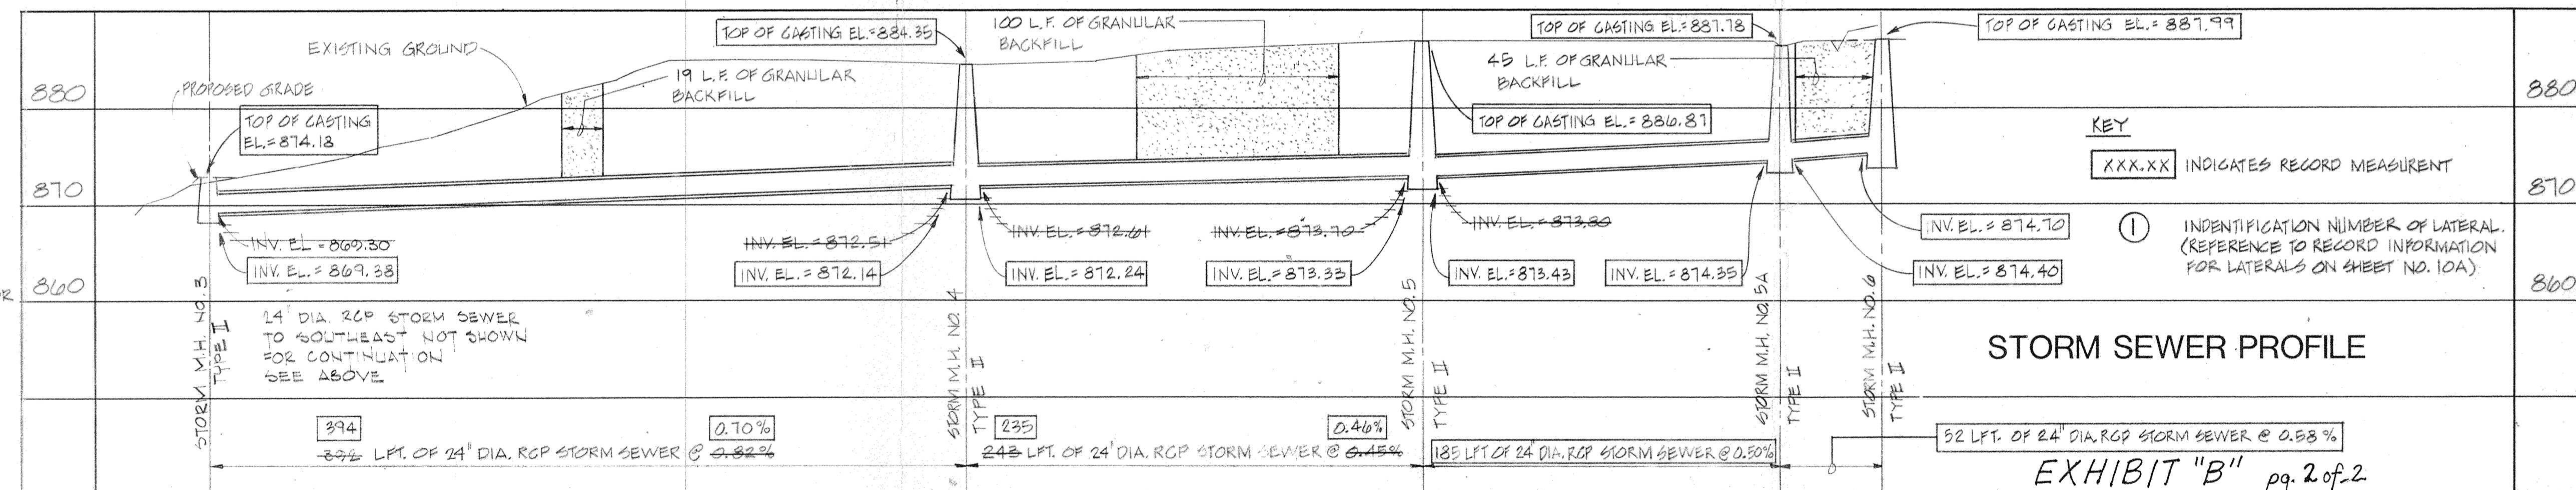 TOP OF CASTING EL.=884.35
100 L.F. OF GRANULAR
BACKFILL
TOP OF CASTING EL.=887.78
TOP OF CASTING EL.= 887.99
EXISTING GROUND
19 L.F. OF GRANULAR
BACKFILL
45 L.F. OF GRANULAR
BACKFILL
880
PROPOSED GRADE
880
TOP OF CASTING
EL.=874.18
TOP OF CASTING EL.= 886.87
KEY
XXX.XX INDICATES RECORD MEASURENT
870
870
INV. EL.=869.30
INV. EL.=869.38
INV. EL.=872.51
INV. EL.=872.14
INV. EL.=872.61
INV. EL.=872.24
INV. EL.=873.70
INV. EL.=873.33
INV. EL.=873.80
INV. EL.=873.43
INV. EL.=874.35
INV. EL.=874.70
INV. EL.=874.40
1 INDENTIFICATION NUMBER OF LATERAL.
(REFERENCE TO RECORD INFORMATION
FOR LATERALS ON SHEET NO. 10A)
OR
860
860
STORM M.H. NO. 3
TYPE II
24" DIA. RCP STORM SEWER
TO SOUTHEAST NOT SHOWN
FOR CONTINUATION
SEE ABOVE
STORM M.H. NO. 4
TYPE II
STORM M.H. NO. 5
TYPE II
STORM M.H. NO. 5A
TYPE II
STORM M.H. NO. 6
TYPE II
STORM SEWER PROFILE
394
0.70%
392 LFT. OF 24" DIA. RCP STORM SEWER @ 0.82%
235
0.46%
243 LFT. OF 24" DIA. RCP STORM SEWER @ 0.45%
185 LFT OF 24" DIA. RCP STORM SEWER @ 0.50%
52 LFT. OF 24" DIA. RCP STORM SEWER @ 0.58%
EXHIBIT "B" pg. 2 of 2